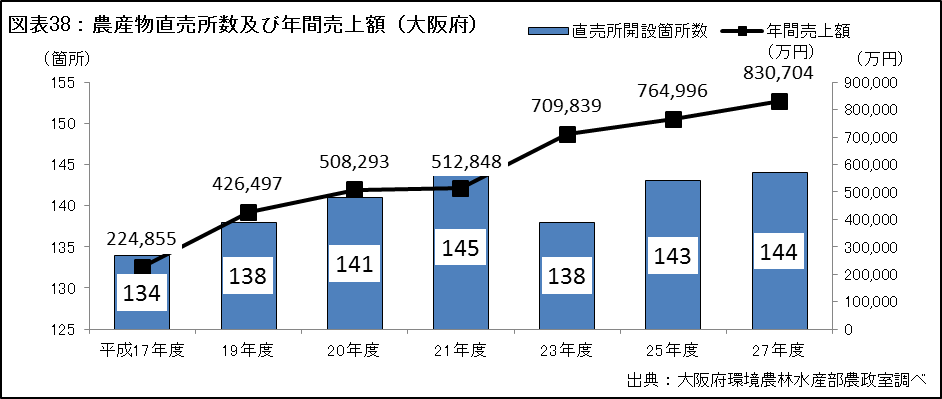 図表38：農産物直売所数及び年間売上額（大阪府）
直売所開設箇所数 年間売上額
（箇所） （万円） （万円）
155 830,704 900,000
764,996 800,000
150 709,839 700,000
145 508,293 512,848 600,000
426,497 500,000
140 400,000
135 224,855 300,000
134 138 141 145 138 143 144
130 200,000
100,000
125 0
平成17年度 19年度 20年度 21年度 23年度 25年度 27年度
出典：大阪府環境農林水産部農政室調べ